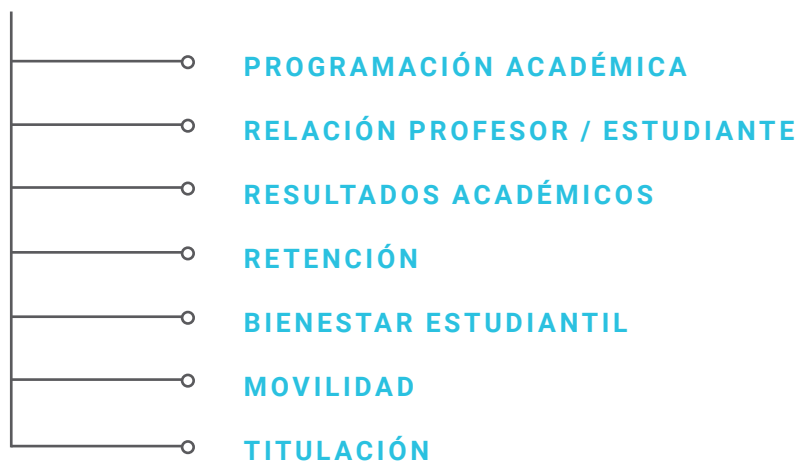 PROGRAMACIÓN ACADÉMICA
RELACIÓN PROFESOR / ESTUDIANTE
RESULTADOS ACADÉMICOS
RETENCIÓN
BIENESTAR ESTUDIANTIL
MOVILIDAD
TITULACIÓN